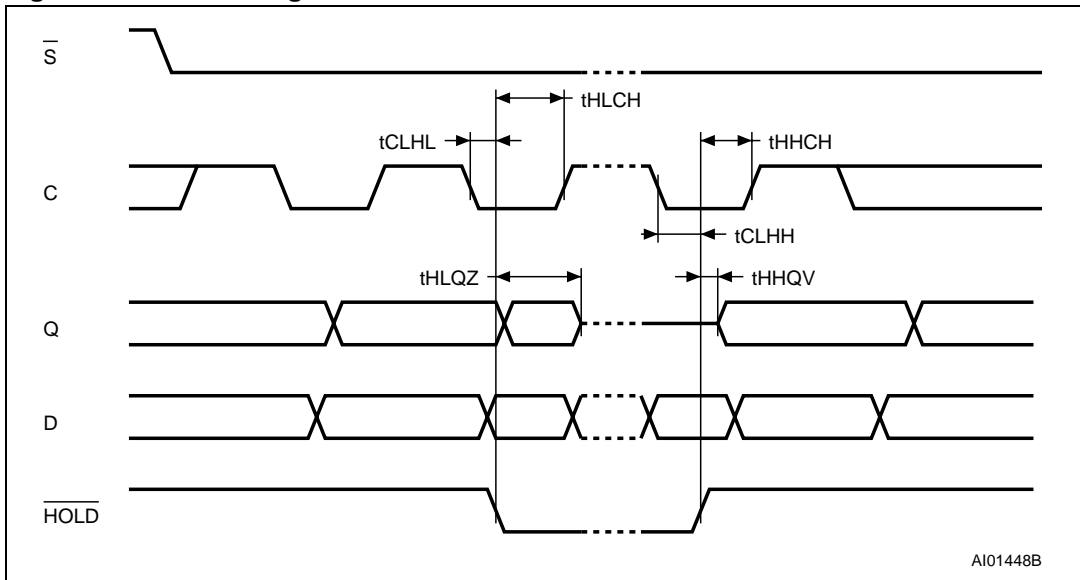 S
tHLCH
tCLHL
tHHCH
C
tCLHH
tHLQZ
tHHQV
Q
D
HOLD
AI01448B